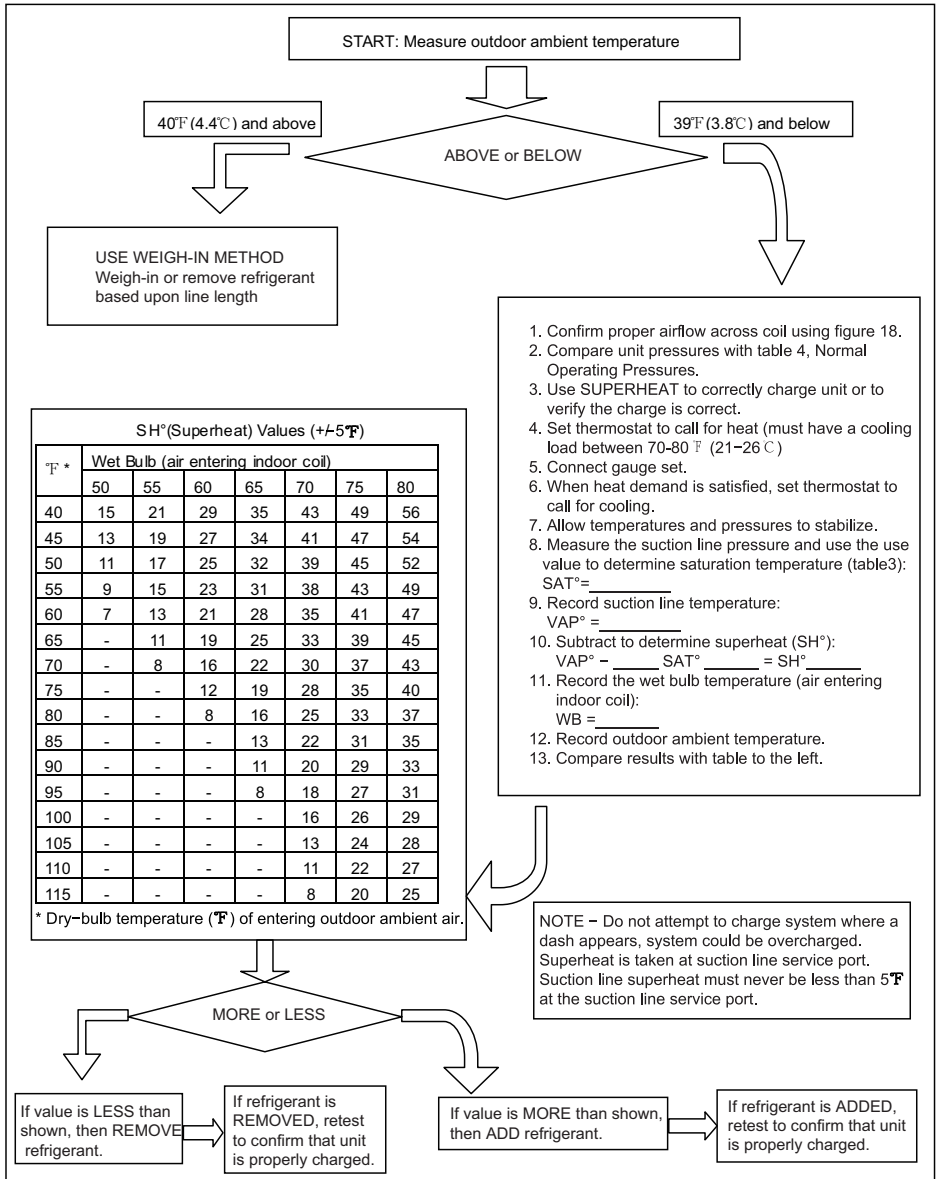 START: Measure outdoor ambient temperature
40℉(4.4℃) and above
39℉(3.8℃) and below
ABOVE or BELOW
USE WEIGH-IN METHOD
Weigh-in or remove refrigerant
based upon line length
1. Confirm proper airflow across coil using figure 18.
2. Compare unit pressures with table 4, Normal
Operating Pressures.
3. Use SUPERHEAT to correctly charge unit or to
verify the charge is correct.
4. Set thermostat to call for heat (must have a cooling
load between 70-80 ℉ (21−26℃)
5. Connect gauge set.
6. When heat demand is satisfied, set thermostat to
call for cooling.
7. Allow temperatures and pressures to stabilize.
8. Measure the suction line pressure and use the use
value to determine saturation temperature (table3):
SAT°=________
9. Record suction line temperature:
VAP° =________
10. Subtract to determine superheat (SH°):
VAP° − _____ SAT° _____ = SH°_____
11. Record the wet bulb temperature (air entering
indoor coil):
WB =_______
12. Record outdoor ambient temperature.
13. Compare results with table to the left.
SH°(Superheat) Values (+/-5℉)
℉ * Wet Bulb (air entering indoor coil)
50 55 60 65 70 75 80
40 15 21 29 35 43 49 56
45 13 19 27 34 41 47 54
50 11 17 25 32 39 45 52
55 9 15 23 31 38 43 49
60 7 13 21 28 35 41 47
65 - 11 19 25 33 39 45
70 - 8 16 22 30 37 43
75 - - 12 19 28 35 40
80 - - 8 16 25 33 37
85 - - - 13 22 31 35
90 - - - 11 20 29 33
95 - - - 8 18 27 31
100 - - - - 16 26 29
105 - - - - 13 24 28
110 - - - - 11 22 27
115 - - - - 8 20 25
* Dry−bulb temperature (℉) of entering outdoor ambient air.
NOTE − Do not attempt to charge system where a
dash appears, system could be overcharged.
Superheat is taken at suction line service port.
Suction line superheat must never be less than 5℉
at the suction line service port.
MORE or LESS
If value is LESS than
shown, then REMOVE
refrigerant.
If refrigerant is
REMOVED, retest
to confirm that unit
is properly charged.
If value is MORE than shown,
then ADD refrigerant.
If refrigerant is ADDED,
retest to confirm that unit
is properly charged.